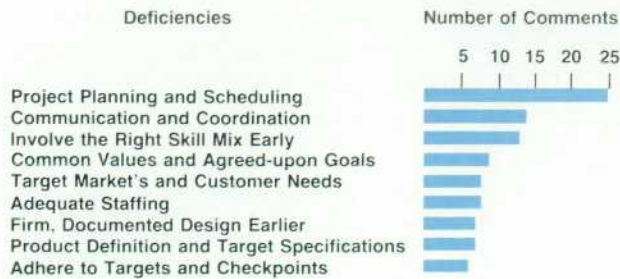 Deficiencies Number of Comments
5 10 15 20 25
Project Planning and Scheduling
Communication and Coordination
Involve the Right Skill Mix Early
Common Values and Agreed-upon Goals
Target Market's and Customer Needs
Adequate Staffing
Firm, Documented Design Earlier
Product Definition and Target Specifications
Adhere to Targets and Checkpoints